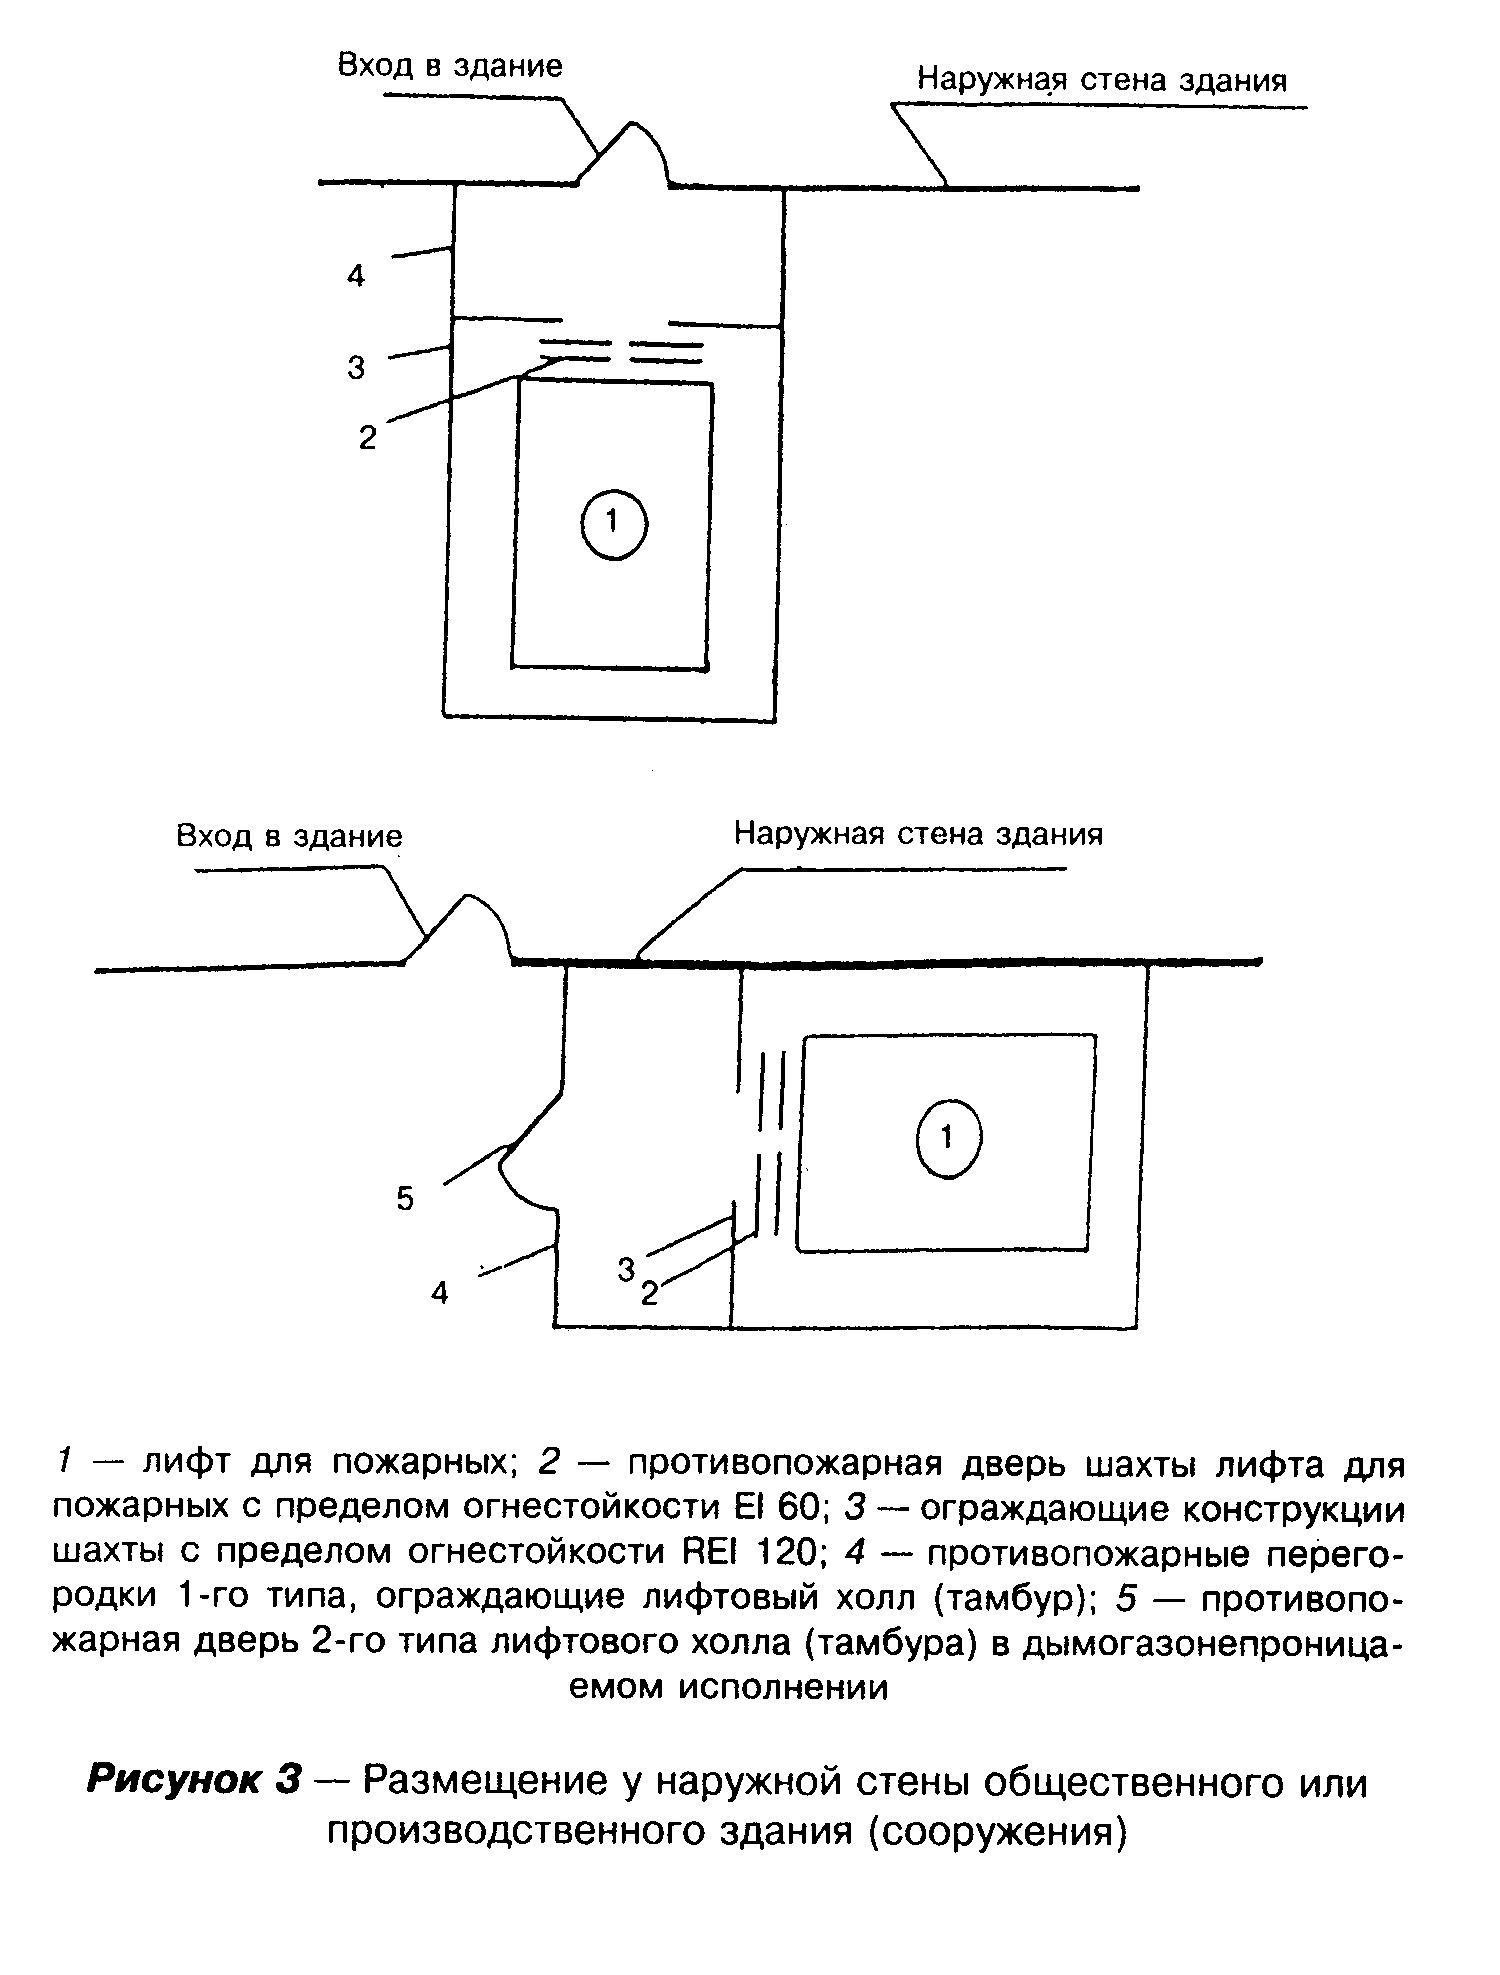 Вход в здание
Наружная стена здания
4
3
2
1
Вход в здание
Наружная стена здания
1
5
3
4
2
1 — лифт для пожарных; 2 — противопожарная дверь шахты лифта для
пожарных с пределом огнестойкости EI 60; 3 — ограждающие конструкции
шахты с пределом огнестойкости REI 120; 4 — противопожарные перего-
родки 1-го типа, ограждающие лифтовый холл (тамбур); 5 — противопо-
жарная дверь 2-го типа лифтового холла (тамбура) в дымогазонепроница-
емом исполнении
Рисунок 3 — Размещение у наружной стены общественного или
производственного здания (сооружения)